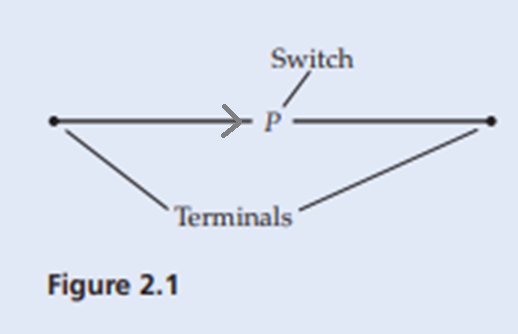 Switch
P
Terminals
Figure 2.1